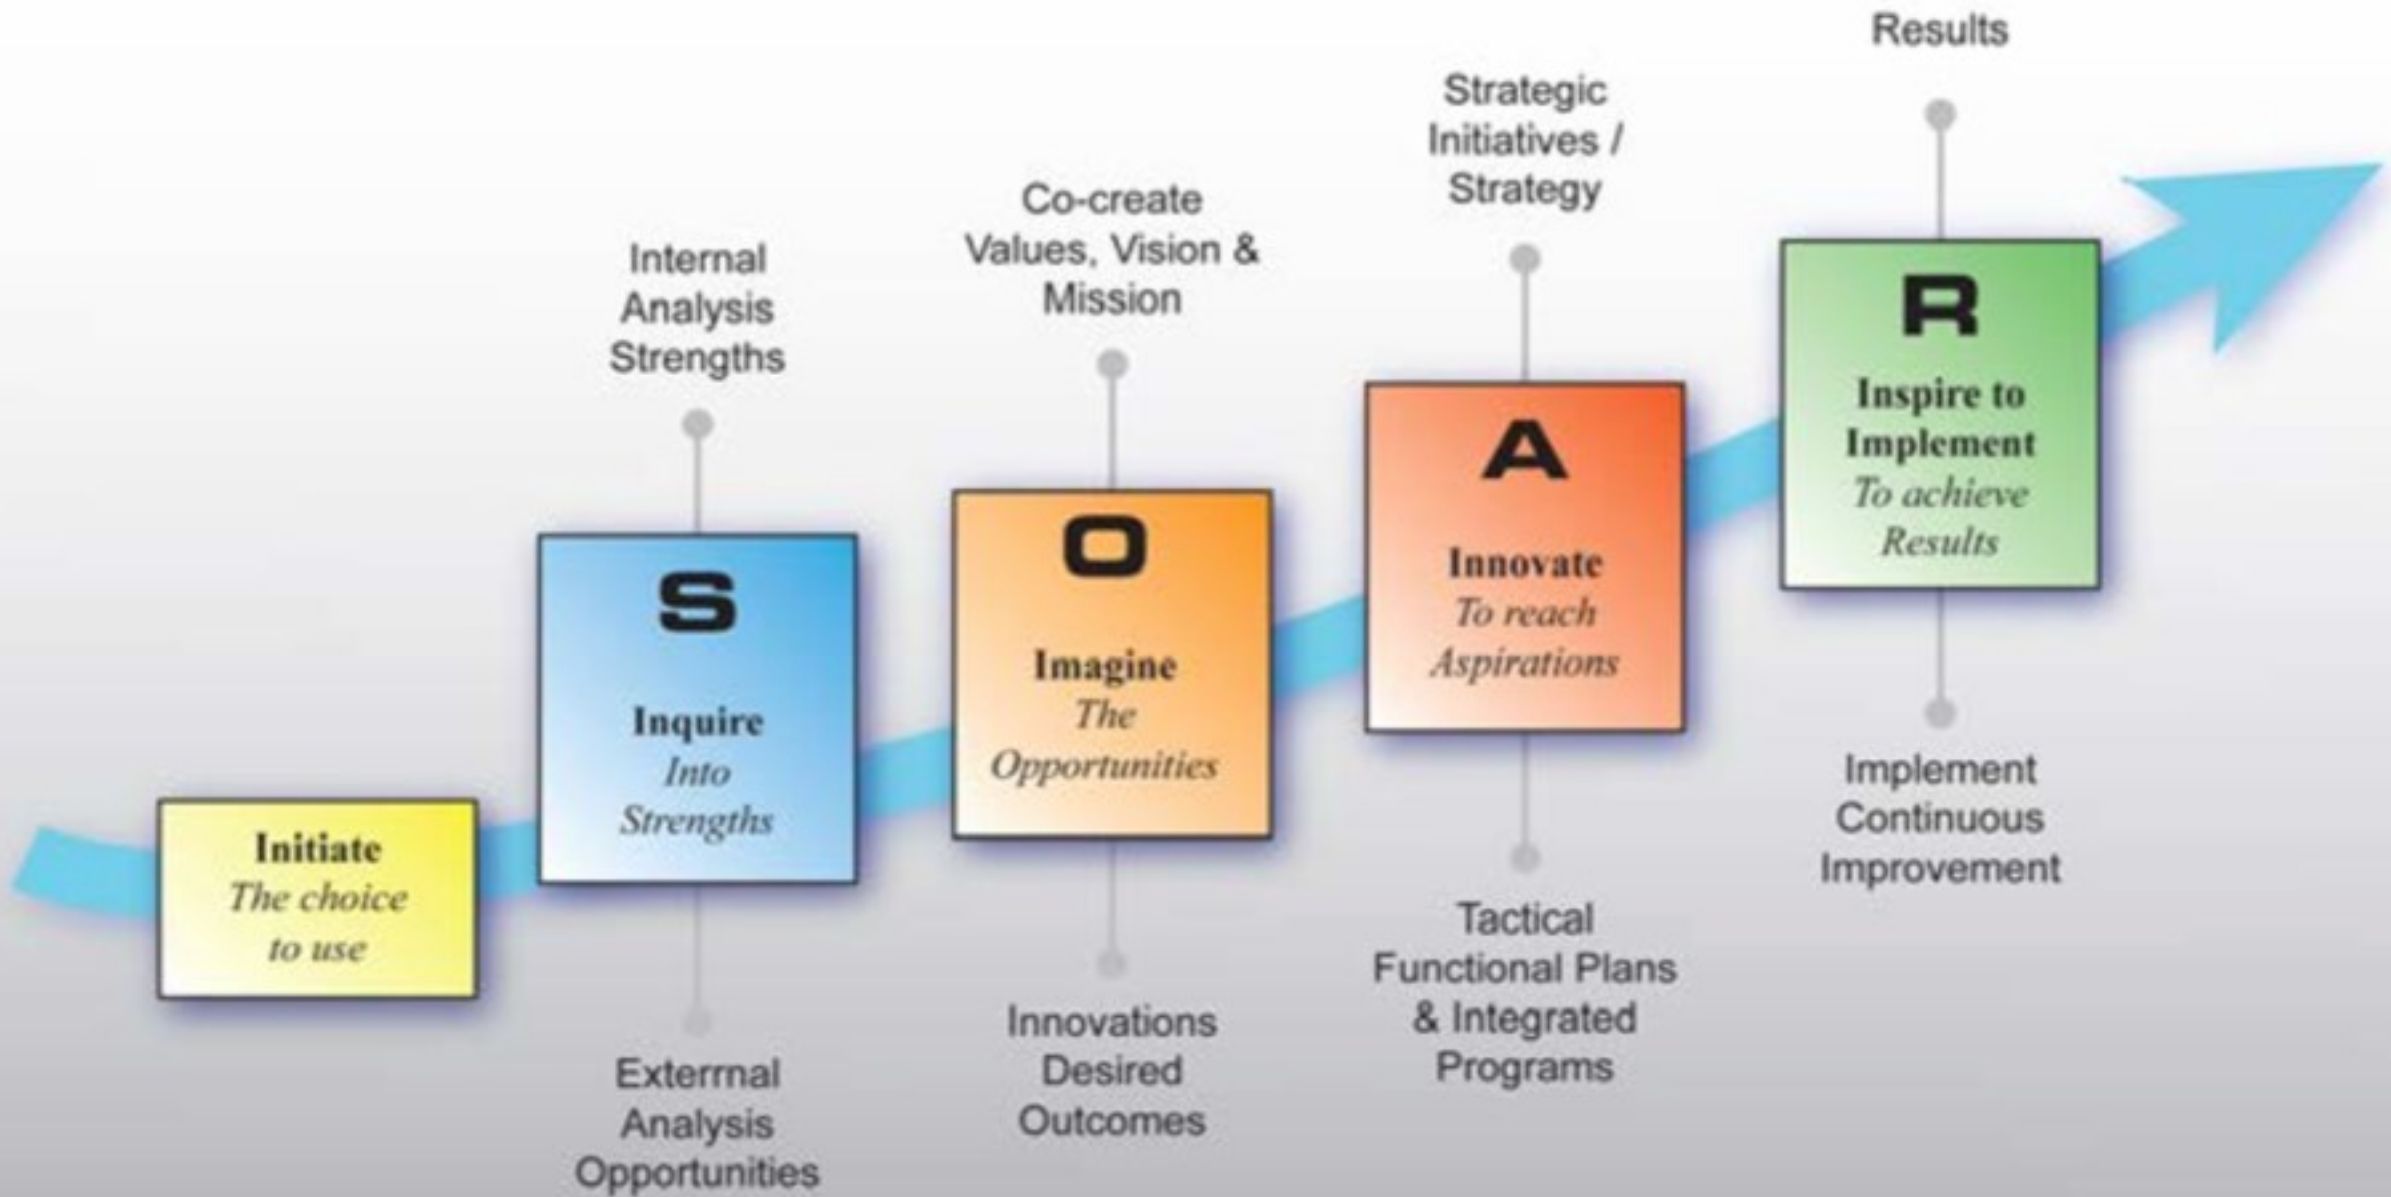 Initiate
The choice
to use
Internal
Analysis
Strengths
S
Inquire
Into
Strengths
Exterrnal
Analysis
Opportunities
Co-create
Values, Vision &
Mission
O
Imagine
The
Opportunities
Innovations
Desired
Outcomes
Strategic
Initiatives /
Strategy
A
Innovate
To reach
Aspirations
Tactical
Functional Plans
& Integrated
Programs
Results
R
Inspire to
Implement
To achieve
Results
Implement
Continuous
Improvement